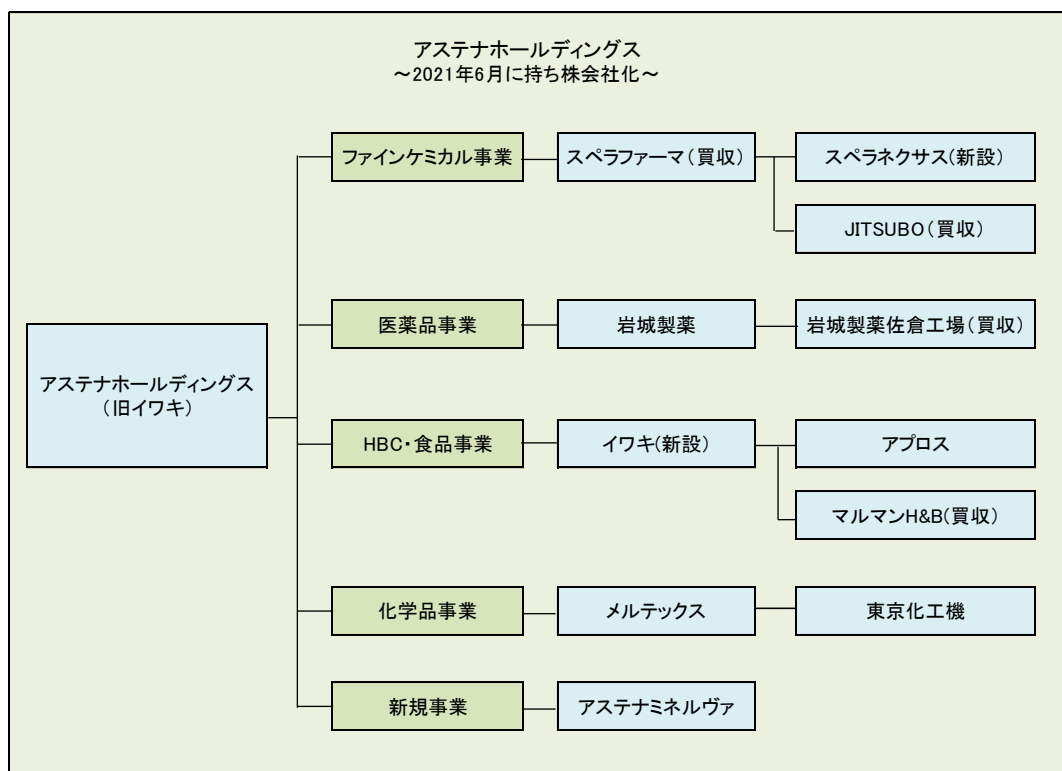 アステナホールディングス
～2021年6月に持ち株会社化～
ファインケミカル事業
スペラファーマ（買収）
スペラネクサス(新設）
JITSUBO（買収）
医薬品事業
岩城製薬
岩城製薬佐倉工場（買収）
アステナホールディングス
（旧イワキ）
HBC・食品事業
イワキ(新設）
アプロス
マルマンH&B(買収）
化学品事業
メルテックス
東京化工機
新規事業
アステナミネルヴァ